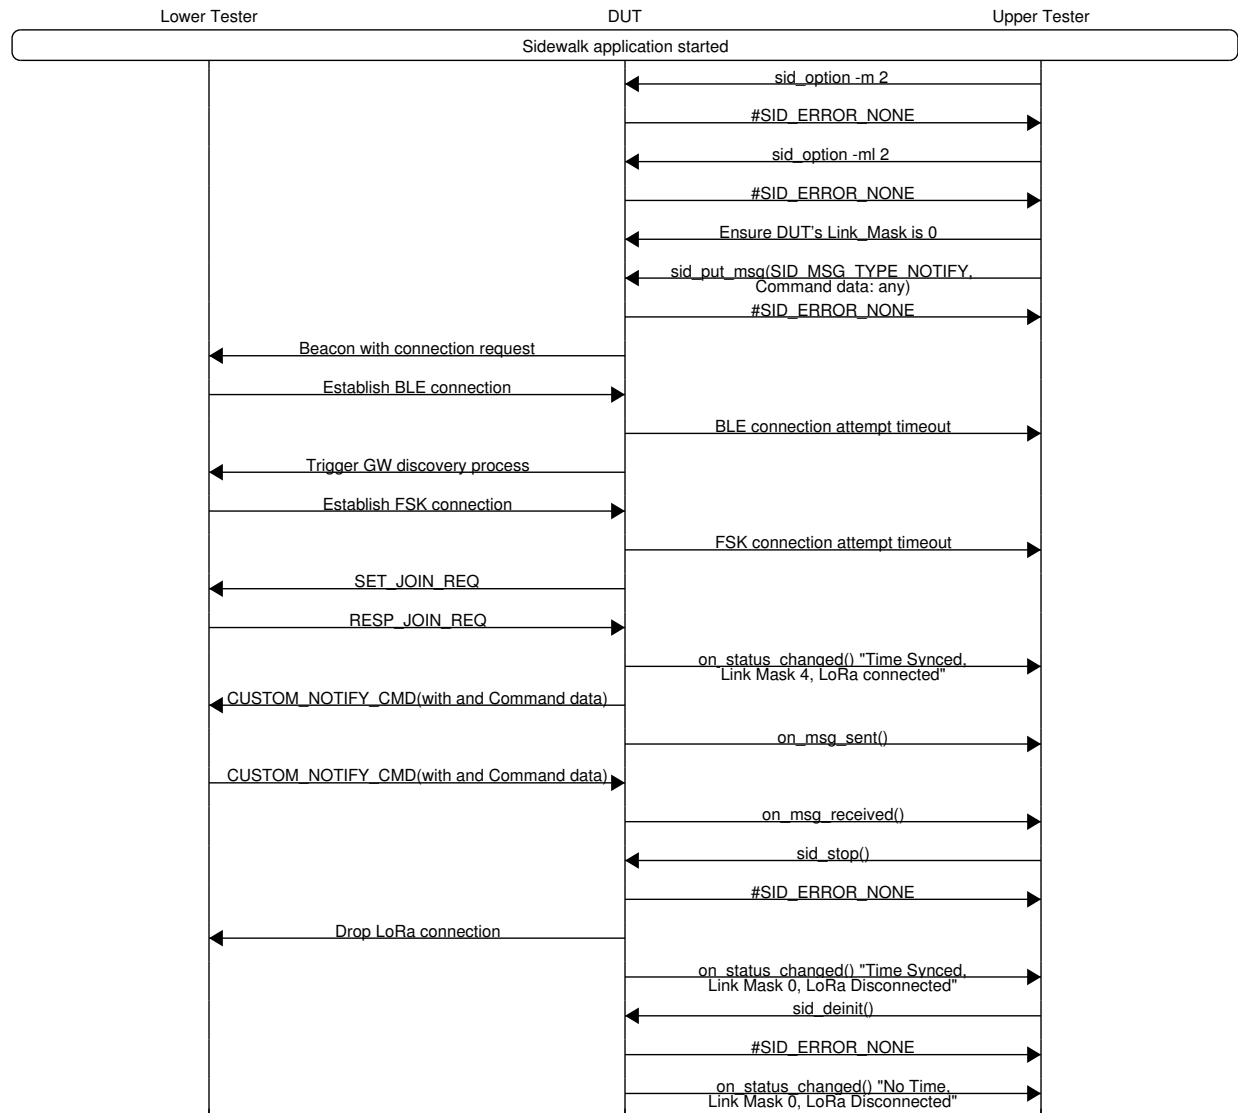 Lower Tester DUT Upper Tester
Sidewalk application started
sid_option -m 2
#SID_ERROR_NONE
sid_option -ml 2
#SID_ERROR_NONE
Ensure DUT's Link_Mask is 0
sid_put_msg(SID_MSG_TYPE_NOTIFY,
Command data: any)
#SID_ERROR_NONE
Beacon with connection request
Establish BLE connection
BLE connection attempt timeout
Trigger GW discovery process
Establish FSK connection
FSK connection attempt timeout
SET_JOIN_REQ
RESP_JOIN_REQ
on_status_changed() "Time Synced,
Link Mask 4, LoRa connected"
CUSTOM_NOTIFY_CMD(with and Command data)
on_msg_sent()
CUSTOM_NOTIFY_CMD(with and Command data)
on_msg_received()
sid_stop()
#SID_ERROR_NONE
Drop LoRa connection
on_status_changed() "Time Synced,
Link Mask 0, LoRa Disconnected"
sid_deinit()
#SID_ERROR_NONE
on_status_changed() "No Time,
Link Mask 0, LoRa Disconnected"